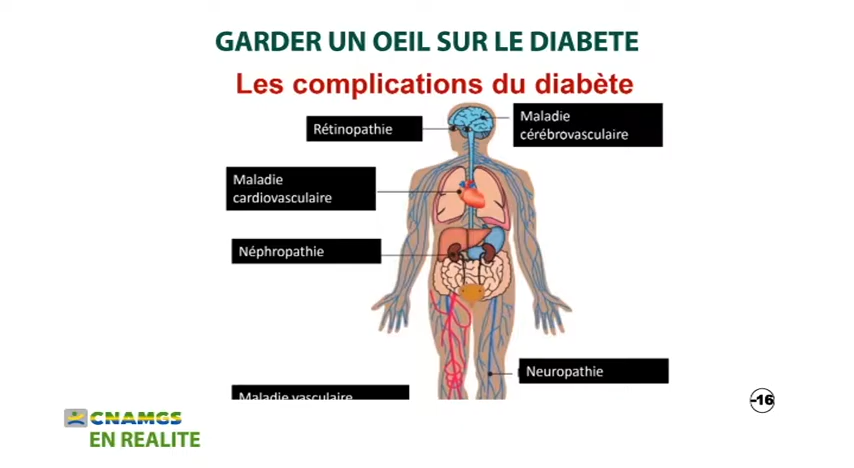 GARDER UN OEIL SUR LE DIABETE
Les complications du diabète
Rétinopathie
Maladie
cérébrovasculaire
Maladie
cardiovasculaire
Néphropathie
Neuropathie
Maladie vasculaire
-16
CNAMGS
EN REALITE